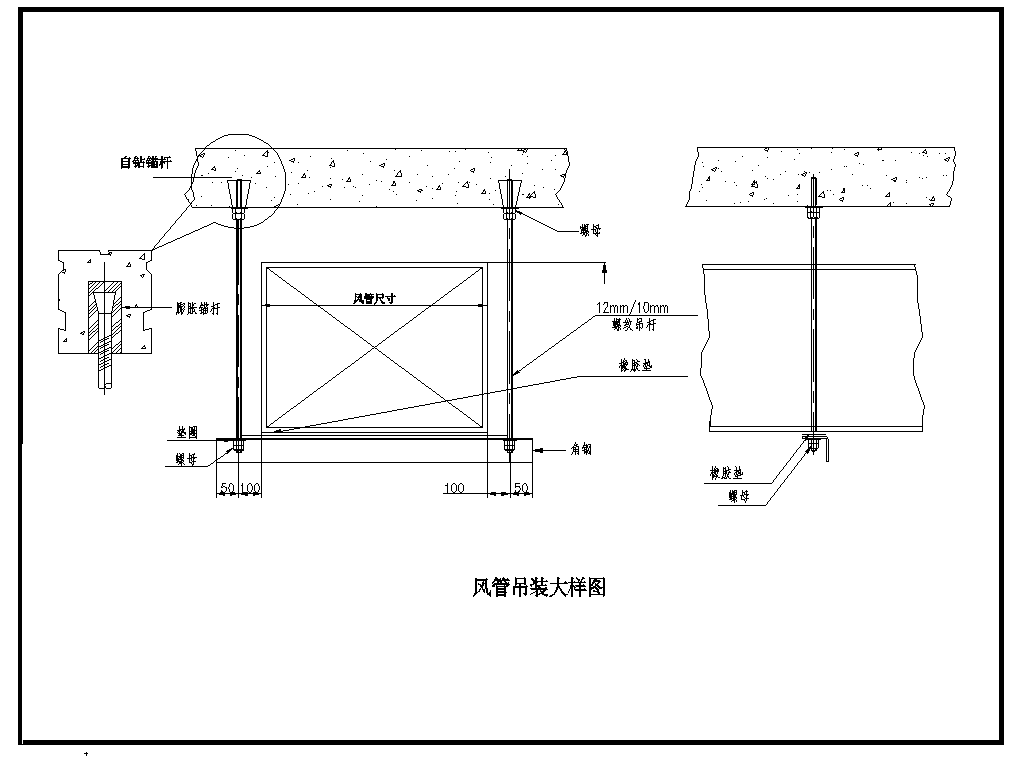 自钻锚杆
螺母
膨胀锚杆
风管尺寸
12mm/10mm
螺纹吊杆
橡胶垫
垫圈
螺母
角钢
50
100
100
50
橡胶垫
螺母
风管吊装大样图